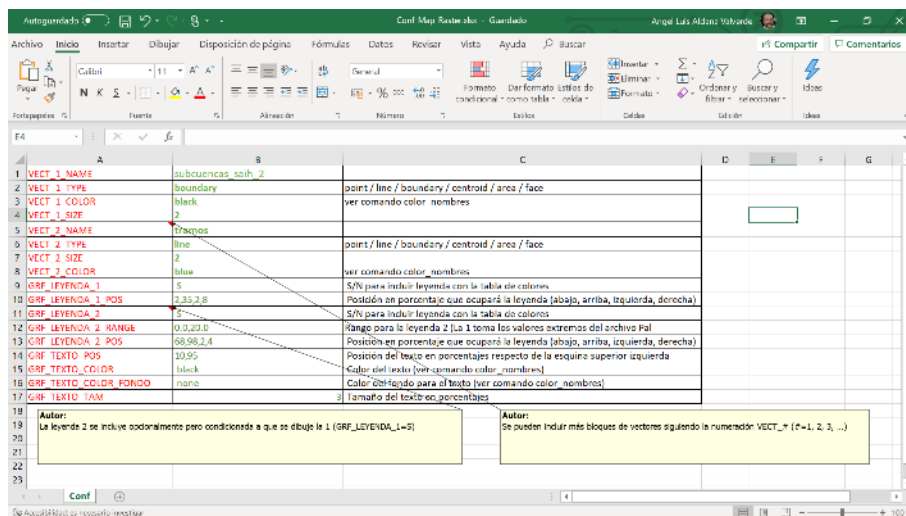 Autoguardado
Conf Map Raster.xlsx - Guardado
Angel Luis Aldana Valverde
Archivo Inicio Insertar Dibujar Disposición de página Fórmulas Datos Revisar Vista Ayuda Buscar
Compartir Comentarios
Pegar
Calibri 11
N K S
General
Formato condicional
Dar formato como tabla
Estilos de celda
Insertar
Eliminar
Formato
Ordenar y filtrar
Buscar y seleccionar
Ideas
Portapapeles Fuente Alineación Número Estilos Celdas Edición Ideas
F4
A B C D E F G
1 VECT_1_NAME subcuencas_saih_2
2 VECT_1_TYPE boundary point / line / boundary / centroid / area / face
3 VECT_1_COLOR black ver comando color_nombres
4 VECT_1_SIZE 2
5 VECT_2_NAME tramos
6 VECT_2_TYPE line point / line / boundary / centroid / area / face
7 VECT_2_SIZE 2
8 VECT_2_COLOR blue ver comando color_nombres
9 GRF_LEYENDA_1 S S/N para incluir leyenda con la tabla de colores
10 GRF_LEYENDA_1_POS 2,35,2,8 Posición en porcentaje que ocupará la leyenda (abajo, arriba, izquierda, derecha)
11 GRF_LEYENDA_2 S S/N para incluir leyenda con la tabla de colores
12 GRF_LEYENDA_2_RANGE 0.0,20.0 Rango para la leyenda 2 (La 1 toma los valores extremos del archivo Pal
13 GRF_LEYENDA_2_POS 68,98,2,4 Posición en porcentaje que ocupará la leyenda (abajo, arriba, izquierda, derecha)
14 GRF_TEXTO_POS 10,95 Posición del texto en porcentajes respecto de la esquina superior izquierda
15 GRF_TEXTO_COLOR black Color del texto (ver comando color_nombres)
16 GRF_TEXTO_COLOR_FONDO none Color del fondo para el texto (ver comando color_nombres)
17 GRF_TEXTO_TAM 3 Tamaño del texto en porcentajes
18
19
20
21
22
23
Autor:
La leyenda 2 se incluye opcionalmente pero condicionada a que se dibuje la 1 (GRF_LEYENDA_1=S)
Autor:
Se pueden incluir más bloques de vectores siguiendo la numeración VECT_# (#=1, 2, 3, ...)
Conf
Accesibilidad: es necesario investigar
100